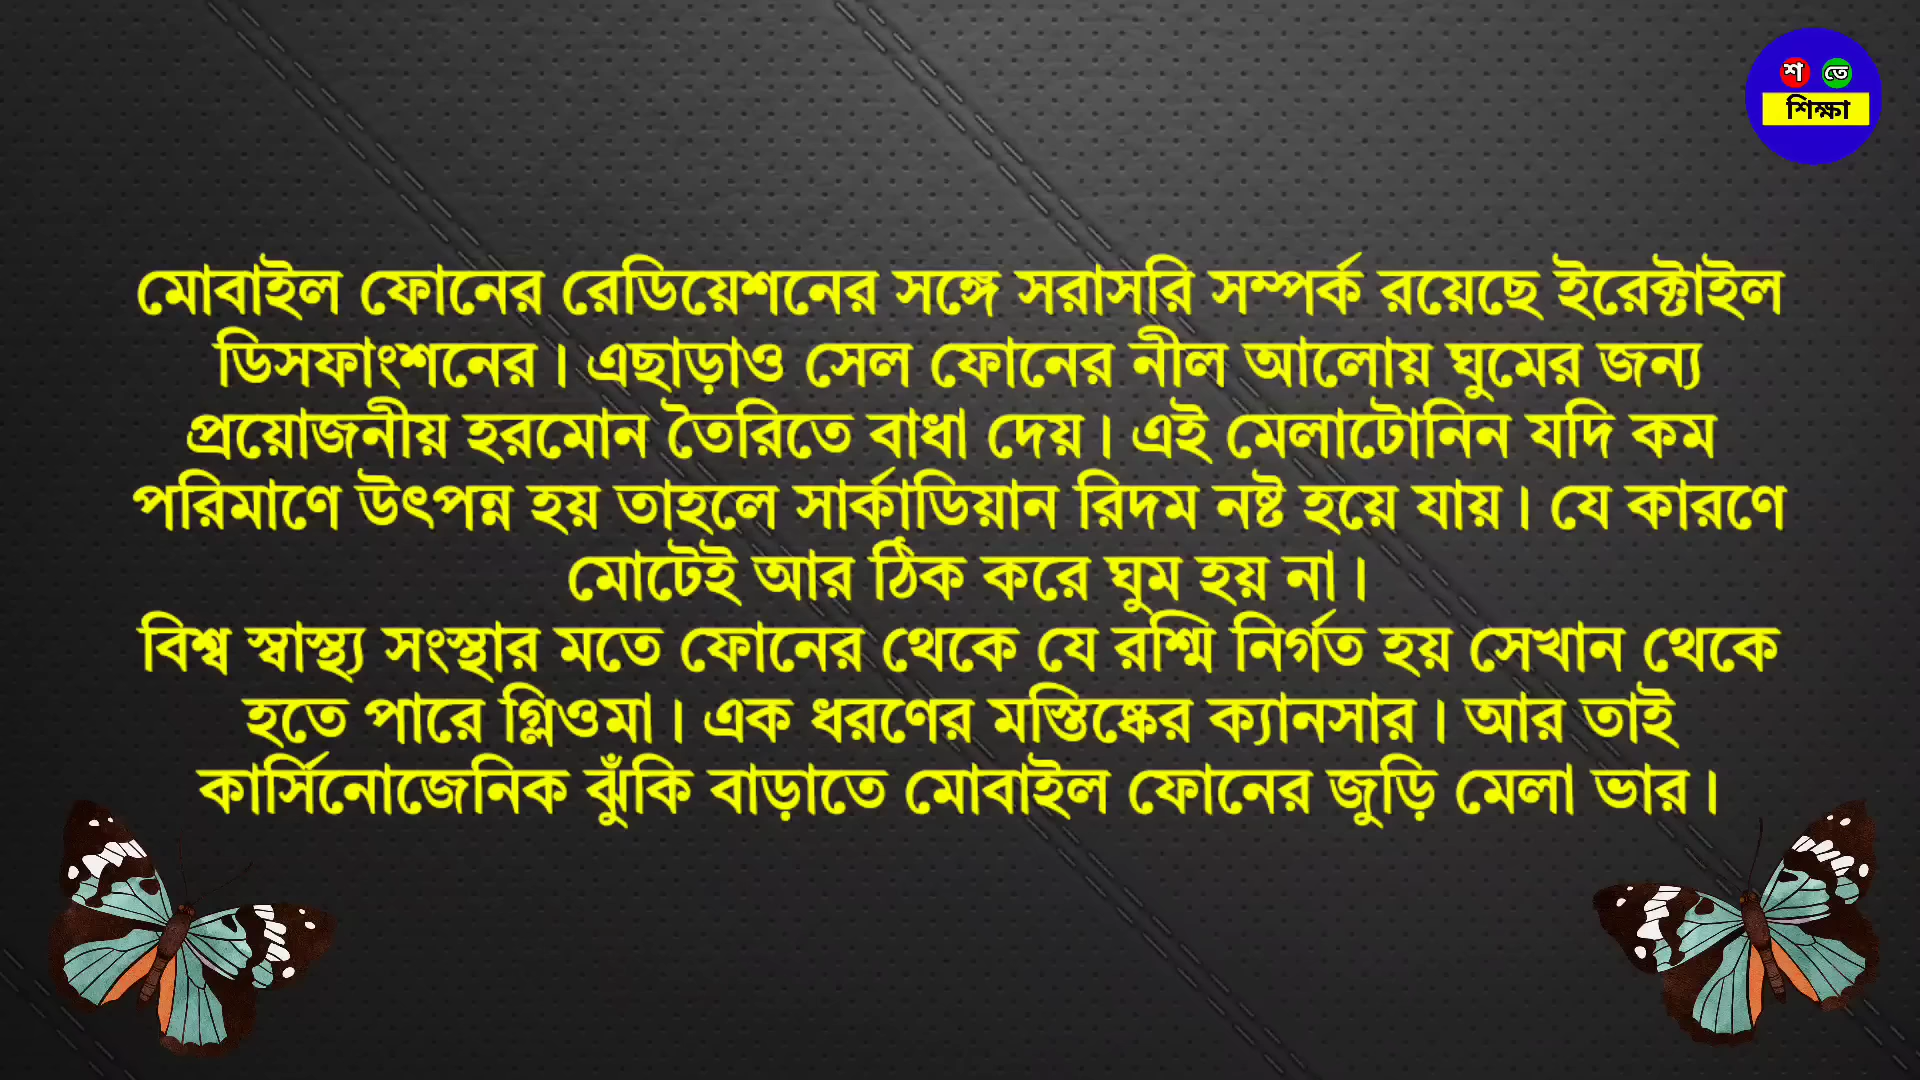 শ তে
শিক্ষা
মোবাইল ফোনের রেডিয়েশনের সঙ্গে সরাসরি সম্পর্ক রয়েছে ইরেক্টাইল
ডিসফাংশনের। এছাড়াও সেল ফোনের নীল আলোয় ঘুমের জন্য
প্রয়োজনীয় হরমোন তৈরিতে বাধা দেয়। এই মেলাটোনিন যদি কম
পরিমাণে উৎপন্ন হয় তাহলে সার্কাডিয়ান রিদম নষ্ট হয়ে যায়। যে কারণে
মোটেই আর ঠিক করে ঘুম হয় না।
বিশ্ব স্বাস্থ্য সংস্থার মতে ফোনের থেকে যে রশ্মি নির্গত হয় সেখান থেকে
হতে পারে গ্লিওমা। এক ধরণের মস্তিষ্কের ক্যানসার। আর তাই
কার্সিনোজেনিক ঝুঁকি বাড়াতে মোবাইল ফোনের জুড়ি মেলা ভার।